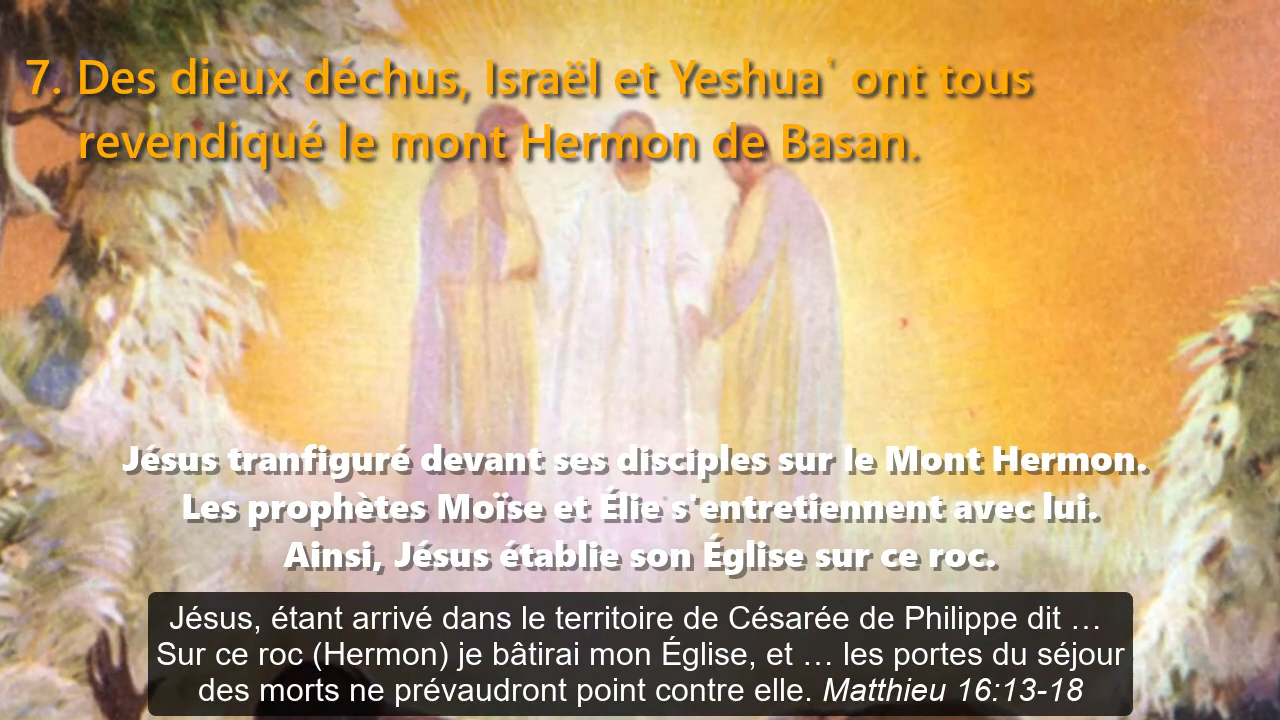 7. Des dieux déchus, Israël et Yeshuaʿ ont tous
revendiqué le mont Hermon de Basan.
Jésus tranfiguré devant ses disciples sur le Mont Hermon.
Les prophètes Moïse et Élie s'entretiennent avec lui.
Ainsi, Jésus établie son Église sur ce roc.
Jésus, étant arrivé dans le territoire de Césarée de Philippe dit …
Sur ce roc (Hermon) je bâtirai mon Église, et … les portes du séjour
des morts ne prévaudront point contre elle. Matthieu 16:13-18